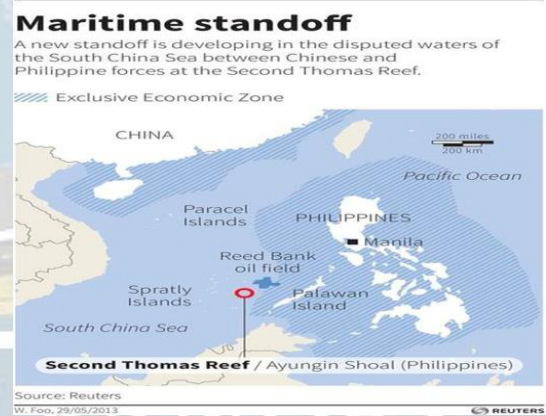 Maritime standoff
A new standoff is developing in the disputed waters of
the South China Sea between Chinese and
Philippine forces at the Second Thomas Reef.
Exclusive Economic Zone
CHINA
200 miles
200 km
Pacific Ocean
Paracel
Islands
PHILIPPINES
Manila
Reed Bank
oil field
Spratly
Islands
Palawan
Island
South China Sea
Second Thomas Reef / Ayungin Shoal (Philippines)
Source: Reuters
W. Foo, 29/05/2013
REUTERS